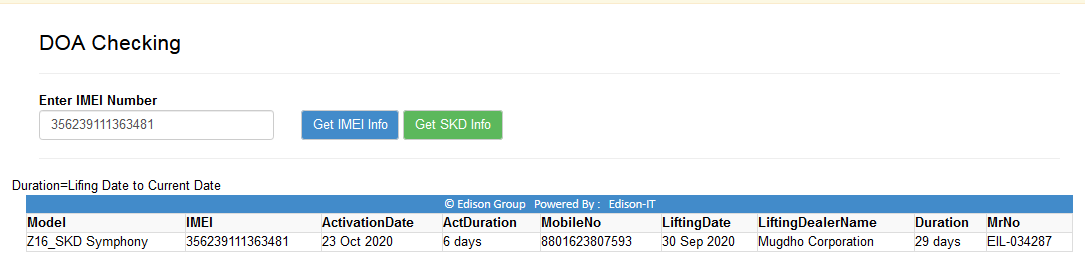 DOA Checking
Enter IMEI Number
356239111363481 Get IMEI Info Get SKD Info
Duration=Lifing Date to Current Date
© Edison Group Powered By : Edison-IT
Model IMEI ActivationDate ActDuration MobileNo LiftingDate LiftingDealerName Duration MrNo
Z16_SKD Symphony 356239111363481 23 Oct 2020 6 days 8801623807593 30 Sep 2020 Mugdho Corporation 29 days EIL-034287